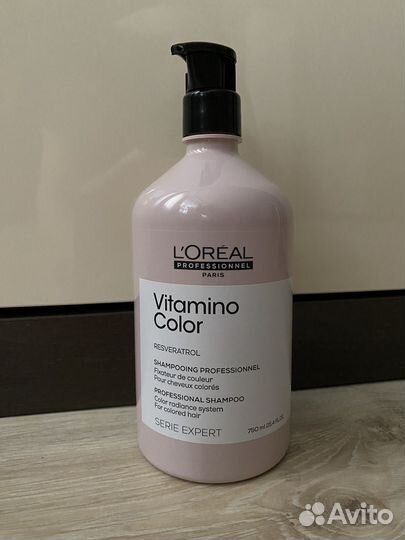 L'ORÉAL
PROFESSIONNEL
PARIS
Vitamino
Color
RESVERATROL
SHAMPOOING PROFESSIONNEL
Fixateur de couleur
Pour cheveux colorés
PROFESSIONAL SHAMPOO
Color radiance system
For colored hair
SERIE EXPERT
750 ml
Avito